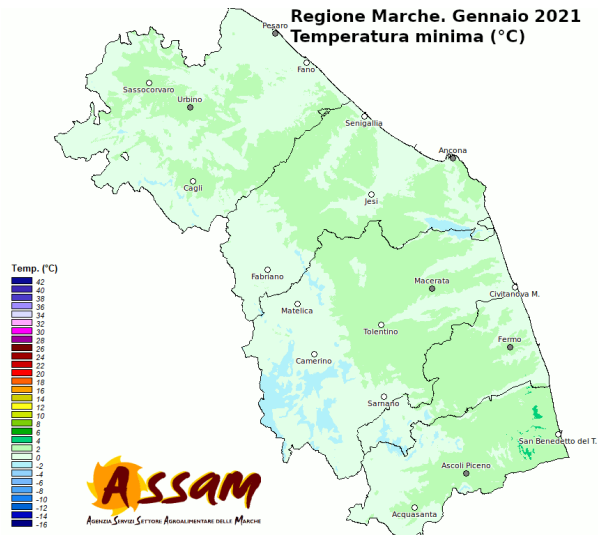 Regione Marche. Gennaio 2021
Temperatura minima (°C)
Pesaro
Fano
Sassocorvaro
Urbino
Senigallia
Ancona
Cagli
Jesi
Fabriano
Macerata
Civitanova M.
Matelica
Tolentino
Fermo
Camerino
Sarnano
San Benedetto del T.
Ascoli Piceno
Acquasanta
Temp. (°C)
42
40
38
36
34
32
30
28
26
24
22
20
18
16
14
12
10
8
6
4
2
0
-2
-4
-6
-8
-10
-12
-14
-16
ASSAM
AGENZIA SERVIZI SETTORE AGROALIMENTARE DELLE MARCHE